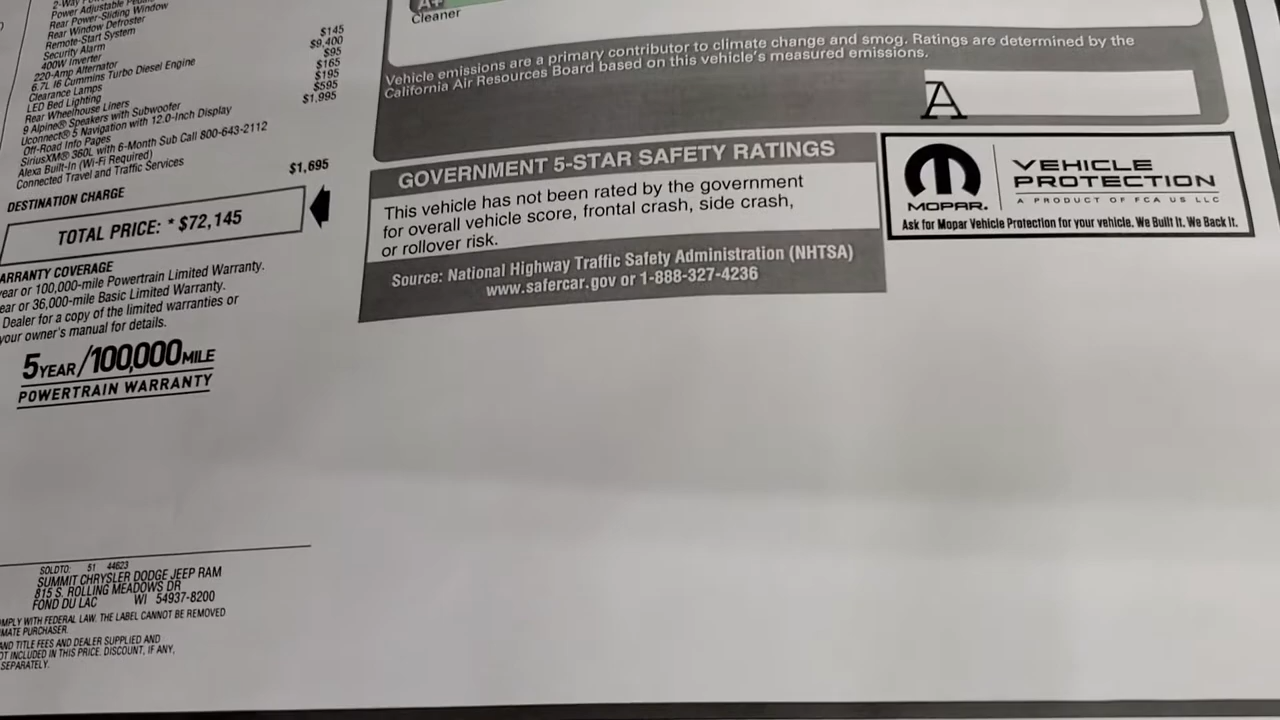 Power Adjustable
Rear Power-Sliding Window
Rear Window Defroster
Remote-Start System
Security Alarm
400W Inverter
220-Amp Alternator $145
6.7L I6 Cummins Turbo Diesel Engine $9,400
Clearance Lamps $95
LED Bed Lighting $165
Rear Wheelhouse Liners $195
9 Alpine® Speakers with Subwoofer $595
Uconnect® 5 Navigation with 12.0-Inch Display $1,995
Off-Road Info Pages
SiriusXM® 360L with 6-Month Sub Call 800-643-2112
Alexa Built-In (Wi-Fi Required)
Connected Travel and Traffic Services
DESTINATION CHARGE $1,695
TOTAL PRICE: * $72,145
ARRANTY COVERAGE
ear or 100,000-mile Powertrain Limited Warranty.
ear or 36,000-mile Basic Limited Warranty.
Dealer for a copy of the limited warranties or
your owner's manual for details.
5 YEAR/100,000 MILE
POWERTRAIN WARRANTY
SOLD TO: 51 44623
SUMMIT CHRYSLER DODGE JEEP RAM
815 S. ROLLING MEADOWS DR
FOND DU LAC WI 54937-8200
OMPLY WITH FEDERAL LAW. THE LABEL CANNOT BE REMOVED
MATE PURCHASER.
AND TITLE FEES AND DEALER SUPPLIED AND
OT INCLUDED IN THIS PRICE. DISCOUNT, IF ANY,
SEPARATELY.
A+
Cleaner
Vehicle emissions are a primary contributor to climate change and smog. Ratings are determined by the
California Air Resources Board based on this vehicle's measured emissions.
A
GOVERNMENT 5-STAR SAFETY RATINGS
This vehicle has not been rated by the government
for overall vehicle score, frontal crash, side crash,
or rollover risk.
Source: National Highway Traffic Safety Administration (NHTSA)
www.safercar.gov or 1-888-327-4236
MOPAR.
VEHICLE
PROTECTION
A PRODUCT OF FCA US LLC
Ask for Mopar Vehicle Protection for your vehicle. We Built It. We Back It.